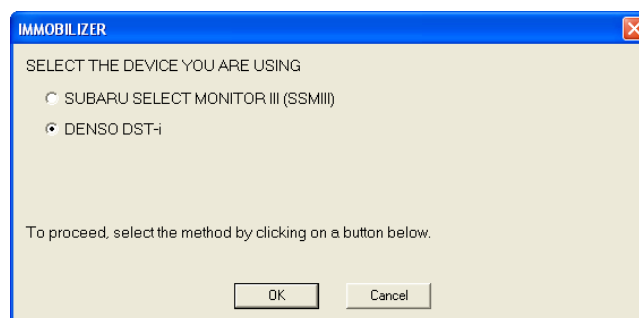 IMMOBILIZER
SELECT THE DEVICE YOU ARE USING
SUBARU SELECT MONITOR III (SSMIII)
DENSO DST-i
To proceed, select the method by clicking on a button below.
OK Cancel